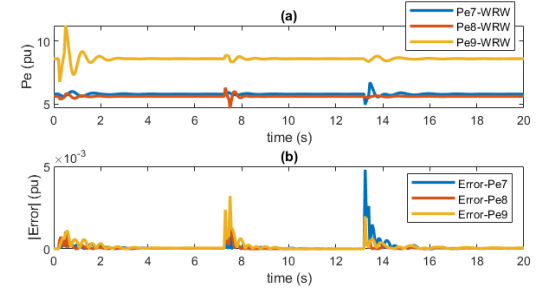 (a)
Pe7-WRW
Pe8-WRW
Pe9-WRW
Pe (pu)
10
5
0 2 4 6 8 10 12 14 16 18 20
time (s)
(b)
5 × 10⁻³
Error-Pe7
Error-Pe8
Error-Pe9
|Error| (pu)
0
0 2 4 6 8 10 12 14 16 18 20
time (s)